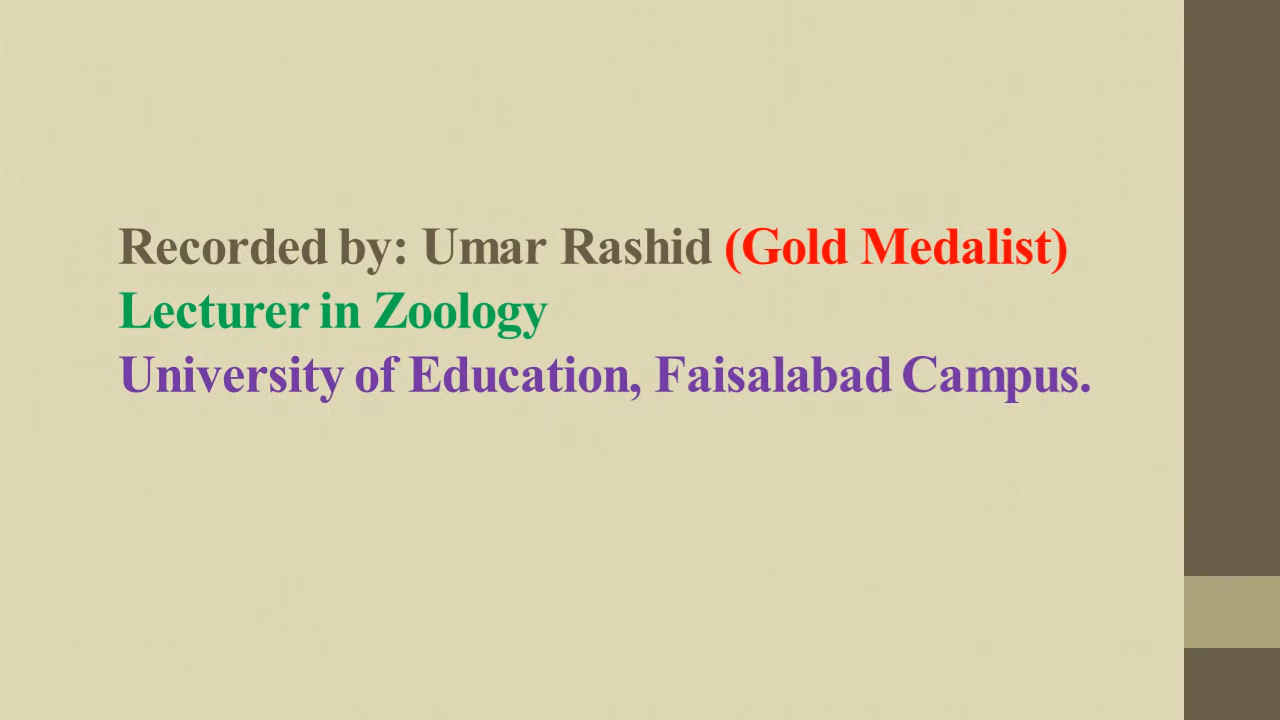 Recorded by: Umar Rashid (Gold Medalist)
Lecturer in Zoology
University of Education, Faisalabad Campus.